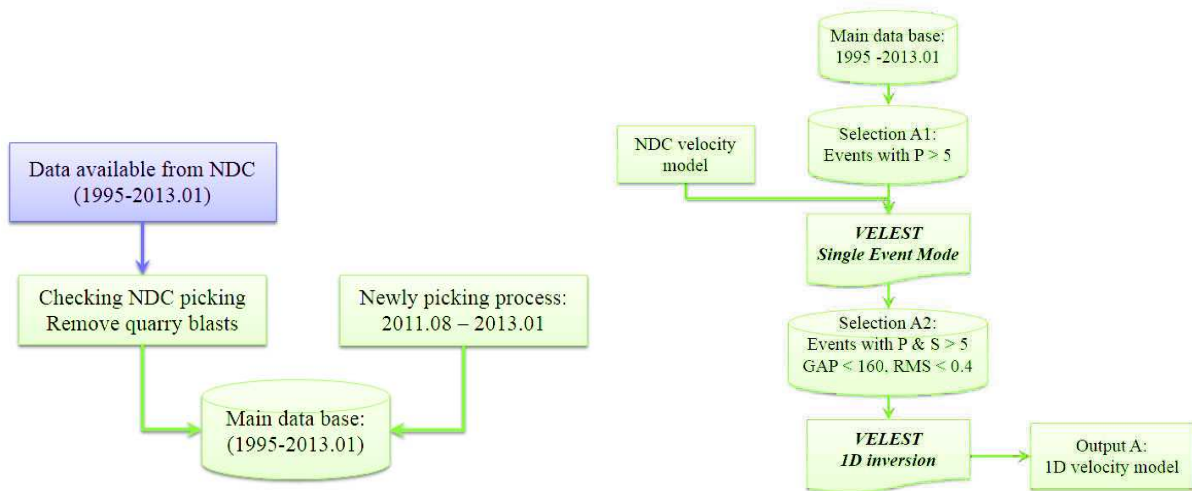 Data available from NDC
(1995-2013.01)
Checking NDC picking
Remove quarry blasts
Newly picking process:
2011.08 – 2013.01
Main data base:
(1995-2013.01)
Main data base:
1995 -2013.01
Selection A1:
Events with P > 5
NDC velocity
model
VELEST
Single Event Mode
Selection A2:
Events with P & S > 5
GAP < 160, RMS < 0.4
VELEST
1D inversion
Output A:
1D velocity model